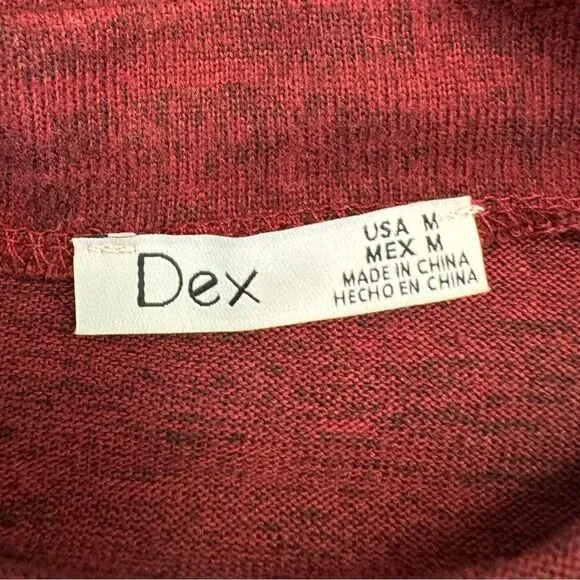 Dex
USA M
MEX M
MADE IN CHINA
HECHO EN CHINA